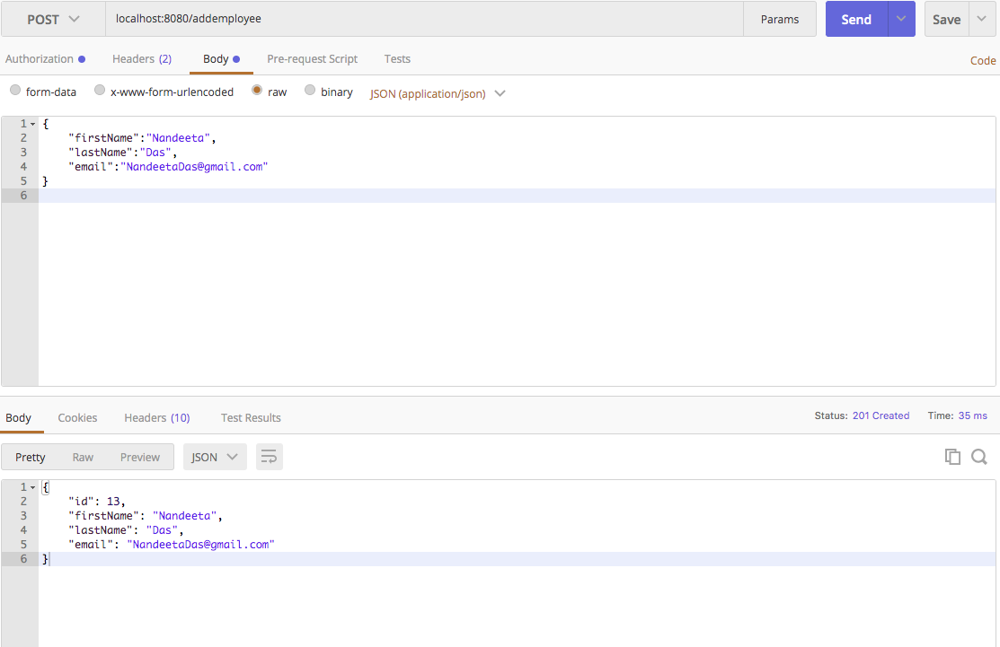 POST localhost:8080/addemployee Params Send Save
Authorization Headers (2) Body Pre-request Script Tests Code
form-data x-www-form-urlencoded raw binary JSON (application/json)
1 {
2 "firstName":"Nandeeta",
3 "lastName":"Das",
4 "email":"NandeetaDas@gmail.com"
5 }
6
Body Cookies Headers (10) Test Results Status: 201 Created Time: 35 ms
Pretty Raw Preview JSON
1 {
2 "id": 13,
3 "firstName": "Nandeeta",
4 "lastName": "Das",
5 "email": "NandeetaDas@gmail.com"
6 }